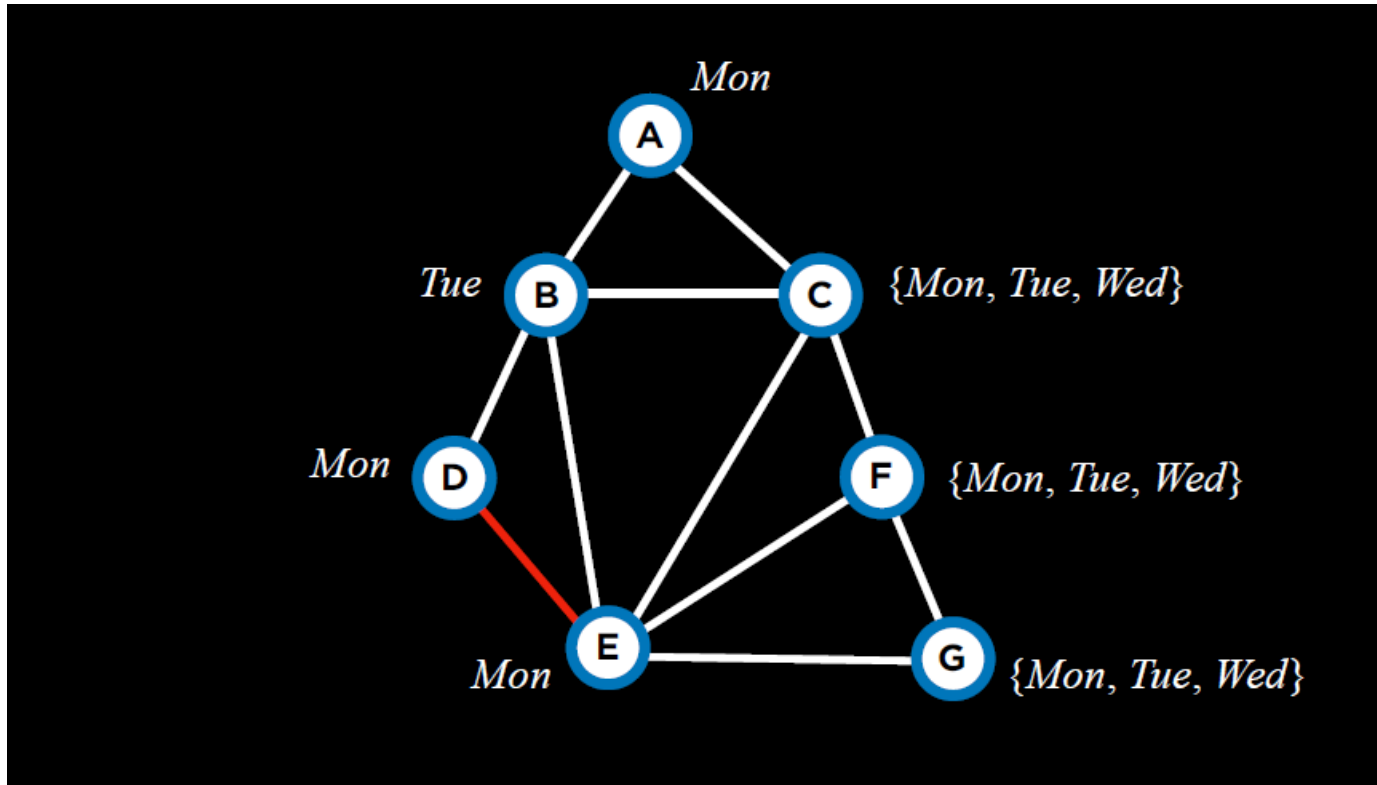 Mon
A
Tue
B
C
{Mon, Tue, Wed}
Mon
D
F
{Mon, Tue, Wed}
E
Mon
G
{Mon, Tue, Wed}